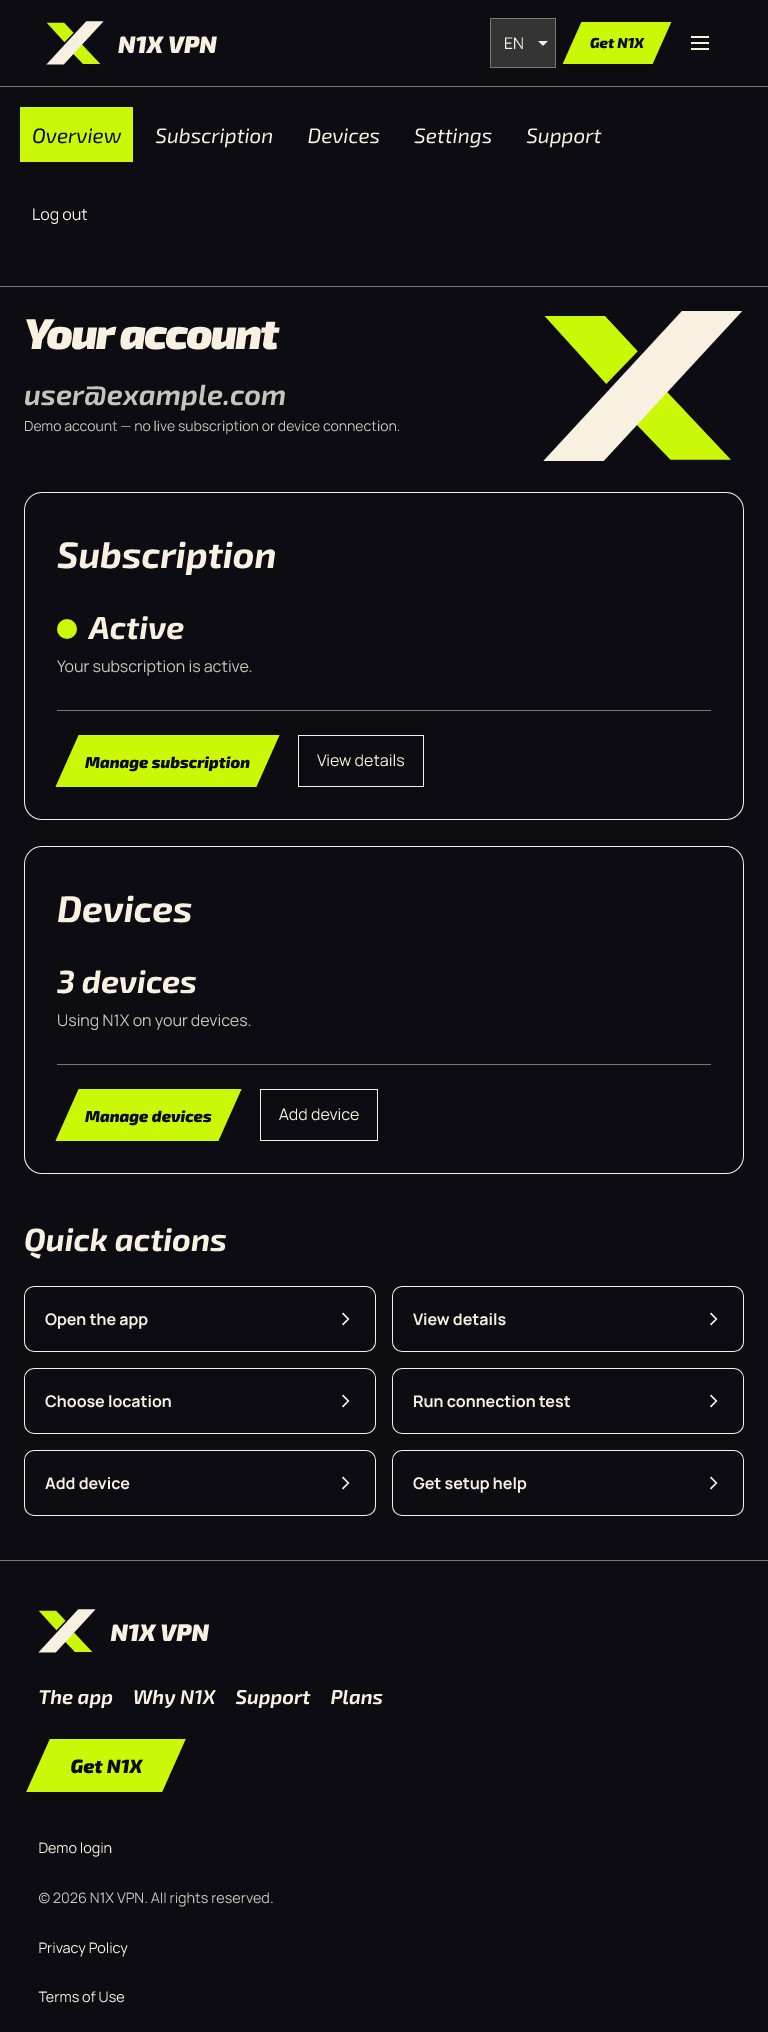 N1X VPN
EN
Get N1X
Overview
Subscription
Devices
Settings
Support
Log out
Your account
user@example.com
Demo account — no live subscription or device connection.
Subscription
Active
Your subscription is active.
Manage subscription
View details
Devices
3 devices
Using N1X on your devices.
Manage devices
Add device
Quick actions
Open the app
View details
Choose location
Run connection test
Add device
Get setup help
N1X VPN
The app
Why N1X
Support
Plans
Get N1X
Demo login
© 2026 N1X VPN. All rights reserved.
Privacy Policy
Terms of Use